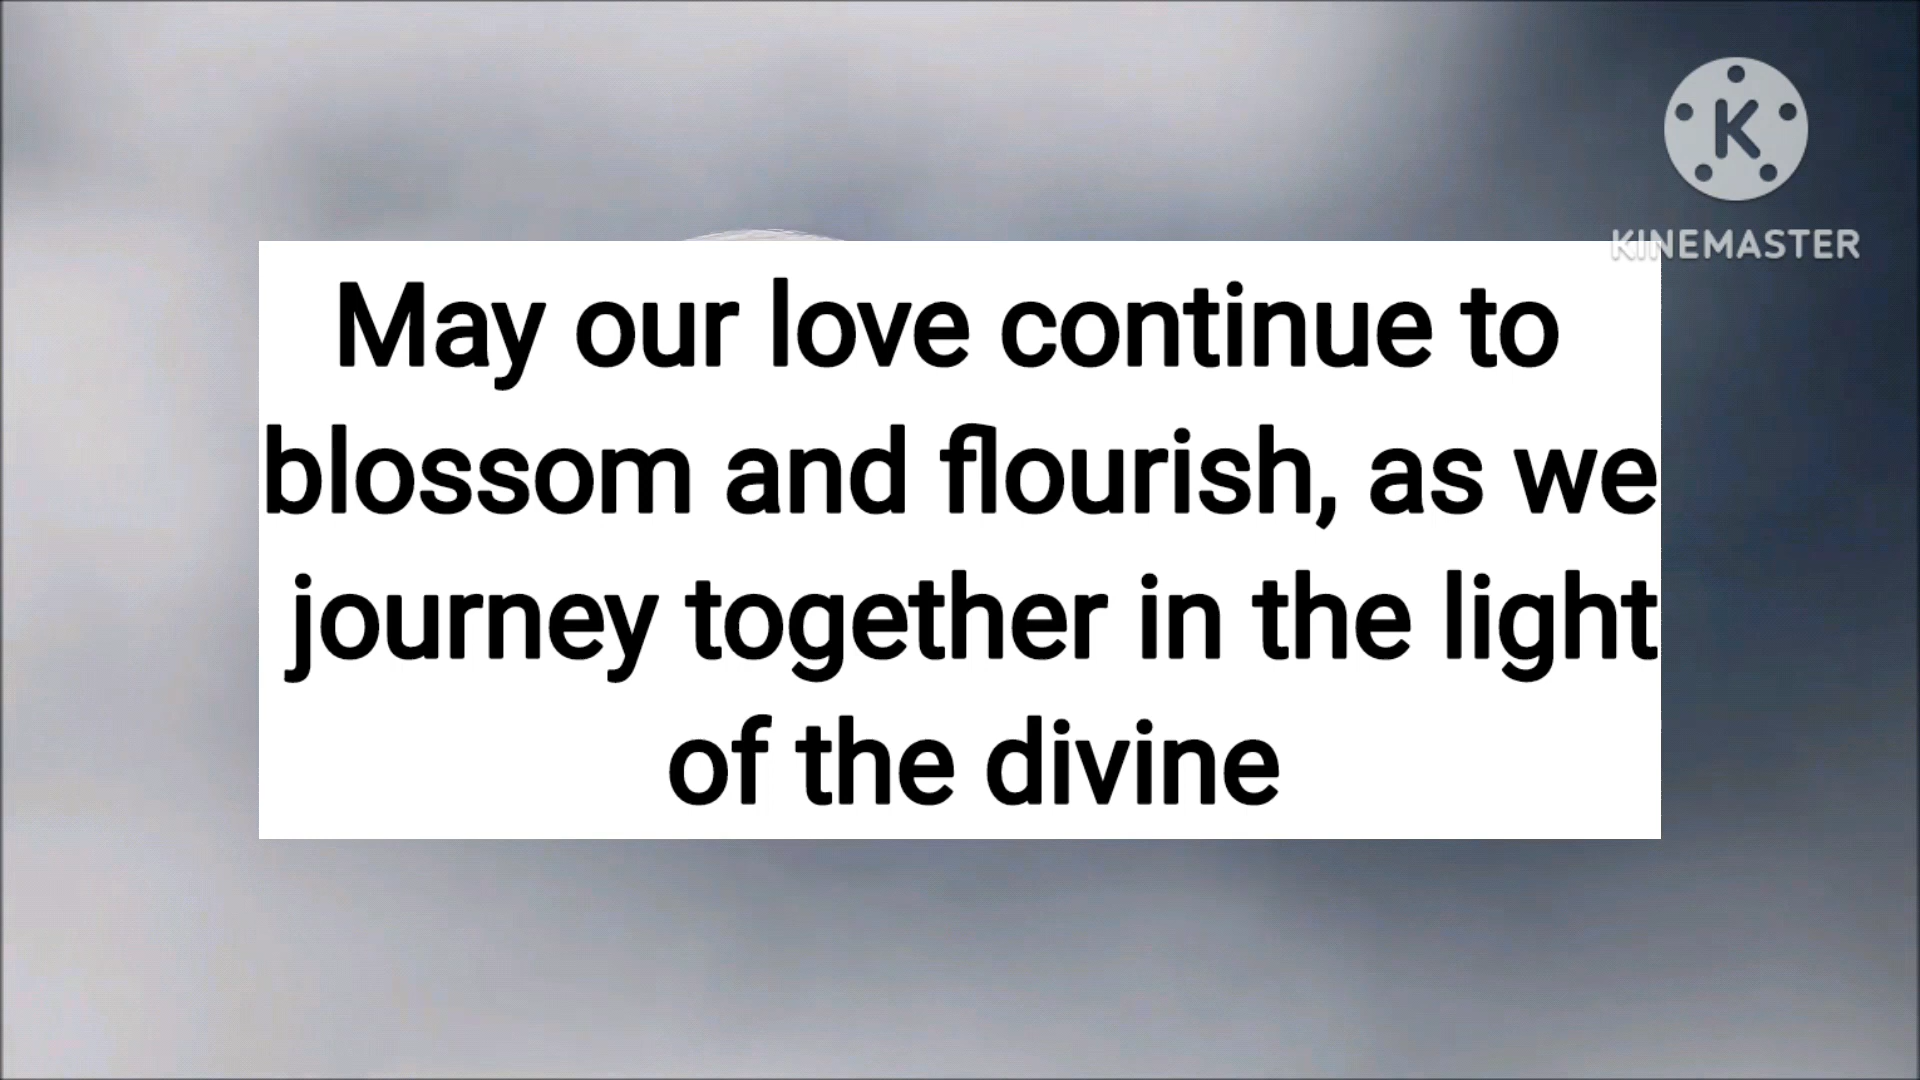 K
KINEMASTER
May our love continue to
blossom and flourish, as we
journey together in the light
of the divine